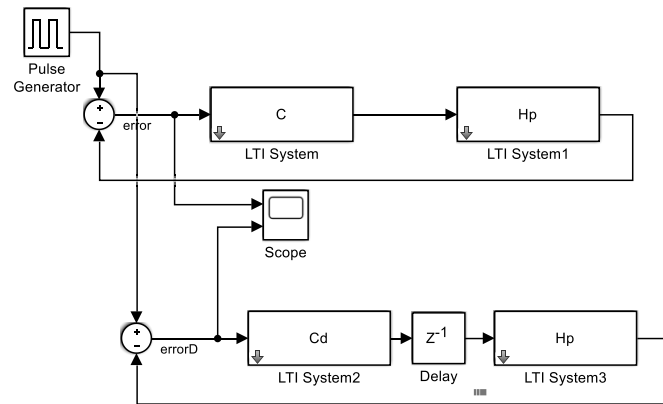 Pulse
Generator
+
−
error
C
LTI System
Hp
LTI System1
Scope
+
−
errorD
Cd
LTI System2
Z-1
Delay
Hp
LTI System3